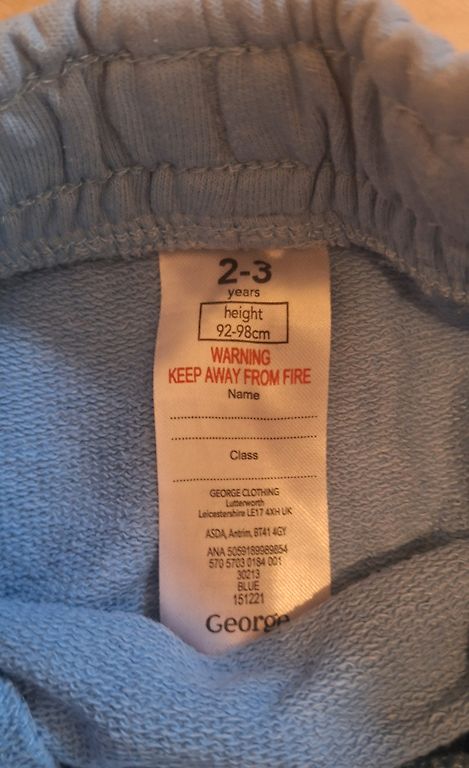 2-3
years
height
92-98cm
WARNING
KEEP AWAY FROM FIRE
Name
Class
GEORGE CLOTHING
Lutterworth
Leicestershire LE17 4XH UK
ASDA, Antrim, BT41 4GY
ANA 5059189989854
570 5703 0184 001
30213
BLUE
151221
George